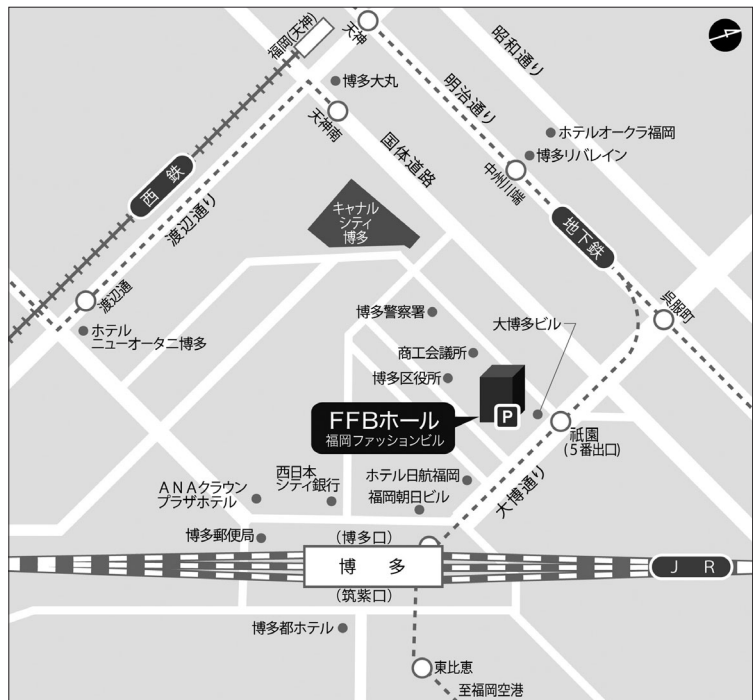 福岡(天神)
天神
昭和通り
明治通り
博多大丸
天神南
国体道路
ホテルオークラ福岡
博多リバレイン
中州川端
西 鉄
渡辺通り
キャナル
シティ
博多
地下鉄
渡辺通
呉服町
ホテル
ニューオータニ博多
博多警察署
大博多ビル
商工会議所
博多区役所
P
FFBホール
福岡ファッションビル
祇園
(5番出口)
西日本
シティ銀行
ホテル日航福岡
大博通り
ANAクラウン
プラザホテル
福岡朝日ビル
博多郵便局
(博多口)
博 多
J R
(筑紫口)
博多都ホテル
東比恵
至福岡空港